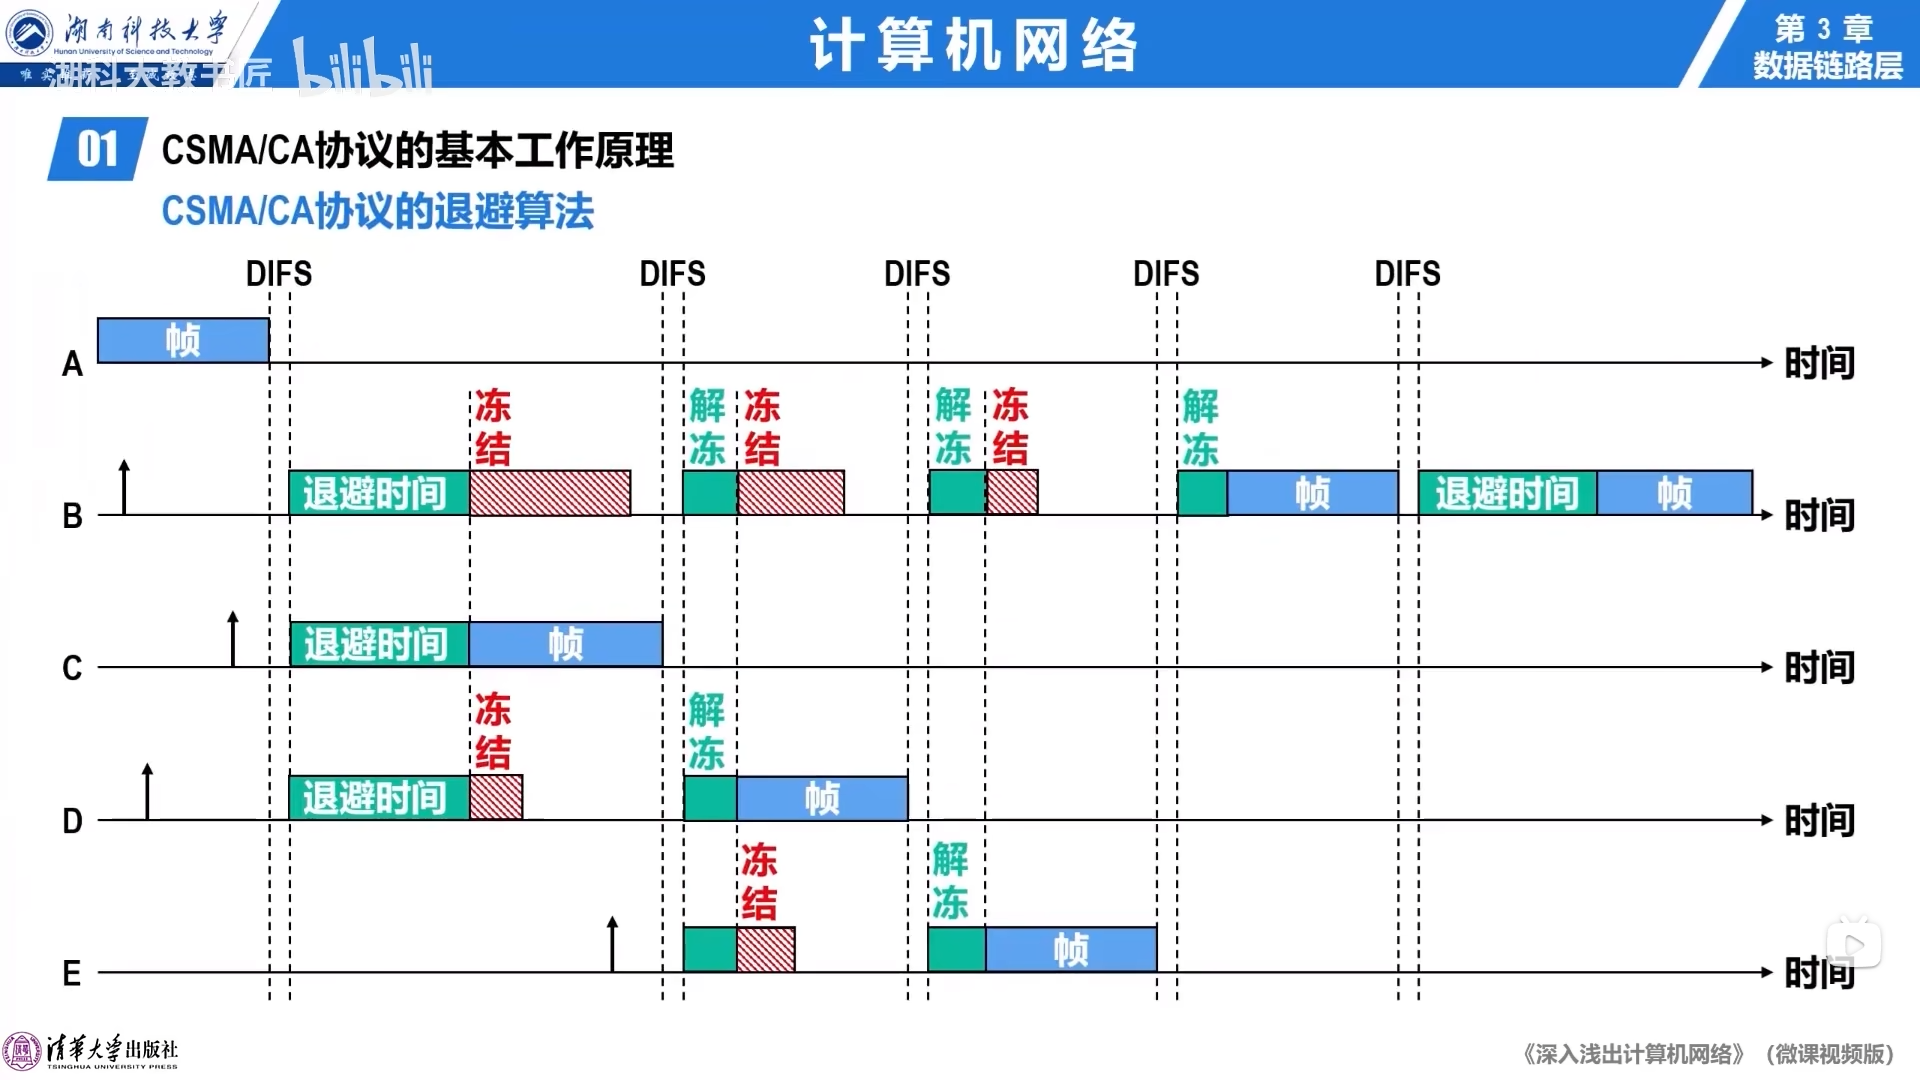 湖南科技大学
Hunan University of Science and Technology
湖科大教书匠 bilibili
计算机网络
第 3 章
数据链路层
01 CSMA/CA协议的基本工作原理
CSMA/CA协议的退避算法
DIFS DIFS DIFS DIFS DIFS
帧
A 时间
冻结 解冻 冻结 解冻 冻结 解冻
退避时间 帧 退避时间 帧
B 时间
退避时间 帧
C 时间
冻结 解冻
退避时间 帧
D 时间
冻结 解冻
帧
E 时间
清华大学出版社
TSINGHUA UNIVERSITY PRESS
《深入浅出计算机网络》（微课视频版）